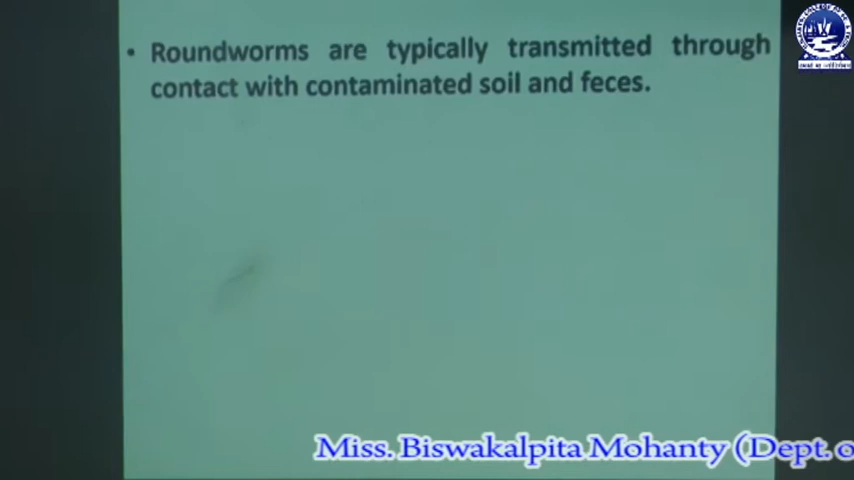 • Roundworms are typically transmitted through
contact with contaminated soil and feces.
Miss. Biswakalpita Mohanty (Dept. o